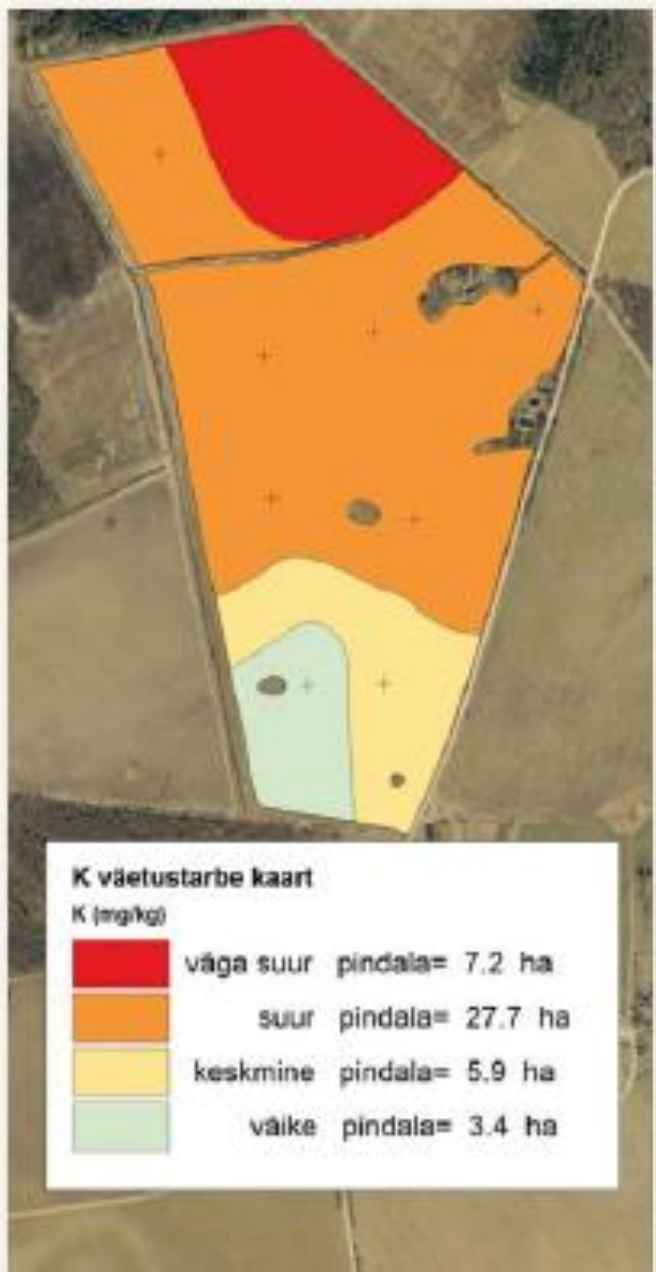 K väetustarbe kaart
K (mg/kg)
väga suur pindala= 7.2 ha
suur pindala= 27.7 ha
keskmine pindala= 5.9 ha
väike pindala= 3.4 ha